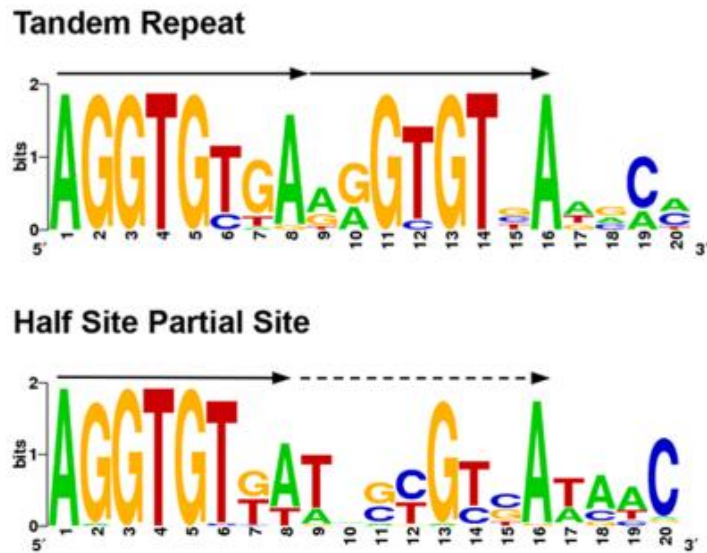 Tandem Repeat
2
bits
1
0
5′
1 2 3 4 5 6 7 8 9 10 11 12 13 14 15 16 17 18 19 20
3′
AGGTGTGAAGGTGT
A
C
A
Half Site Partial Site
2
bits
1
0
5′
1 2 3 4 5 6 7 8 9 10 11 12 13 14 15 16 17 18 19 20
3′
AGGTGTGAT
GCGTCATAAC